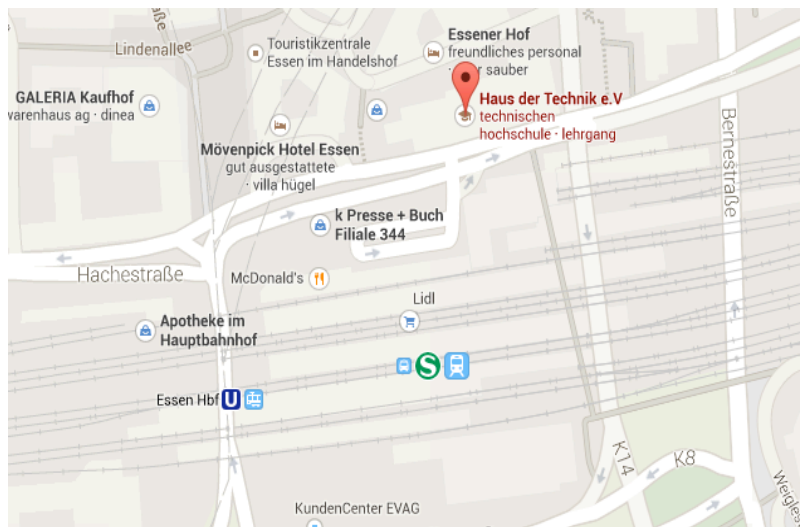 Lindenallee
Touristikzentrale
Essen im Handelshof
Essener Hof
freundliches personal
sauber
GALERIA Kaufhof
warenhaus ag · dinea
Haus der Technik e.V
technischen
hochschule · lehrgang
Mövenpick Hotel Essen
gut ausgestattete
· villa hügel
Bernestraße
k Presse + Buch
Filiale 344
Hachestraße
McDonald's
Lidl
Apotheke im
Hauptbahnhof
S
Essen Hbf U
K14
K8
KundenCenter EVAG